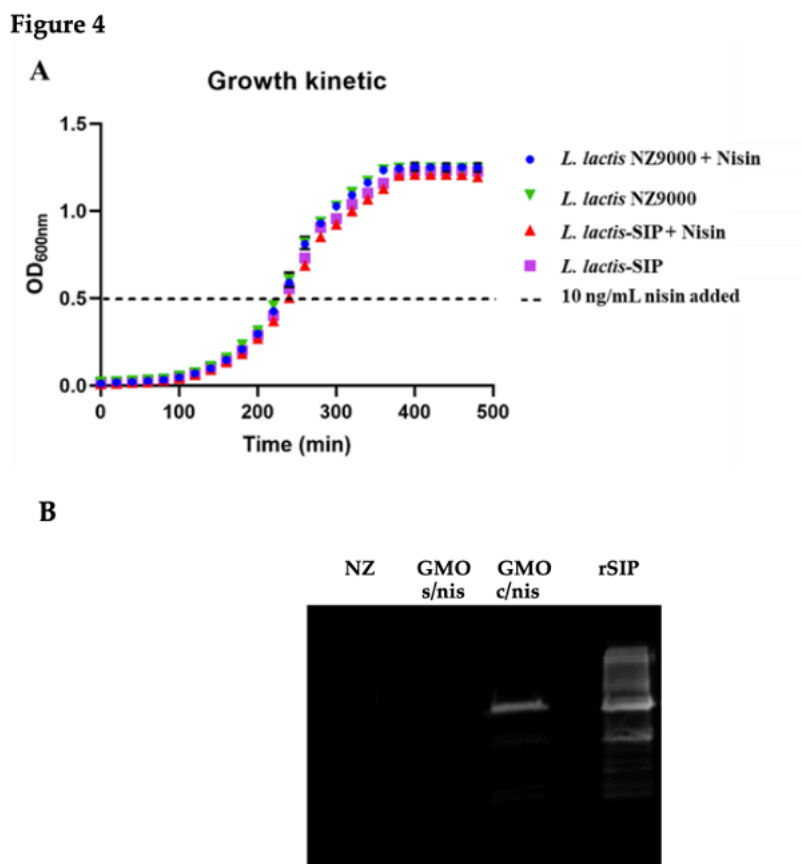 Figure 4
A
Growth kinetic
1.5
1.0
0.5
0.0
OD600nm
0 100 200 300 400 500
Time (min)
L. lactis NZ9000 + Nisin
L. lactis NZ9000
L. lactis-SIP + Nisin
L. lactis-SIP
10 ng/mL nisin added
B
NZ GMO GMO rSIP
s/nis c/nis